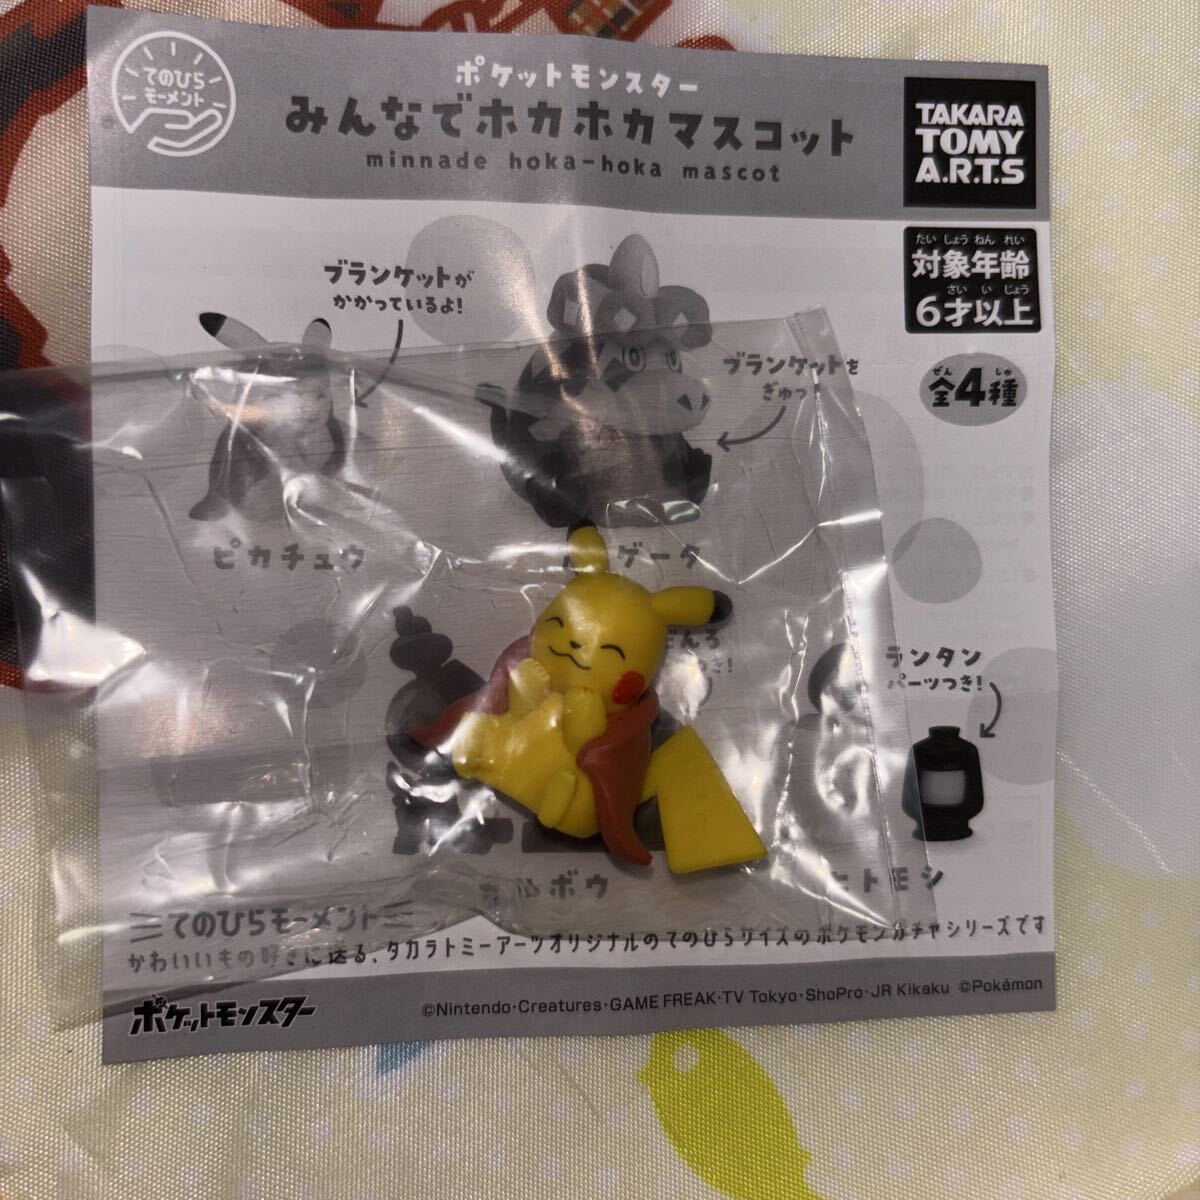 てのひら
モーメント
ポケットモンスター
みんなでホカホカマスコット
minnade hoka-hoka mascot
TAKARA
TOMY
A.R.T.S
たいしょうねんれい
対象年齢
さいいじょう
6才以上
ブランケットが
かかっているよ!
ブランケットを
ぎゅっ
ぜん しゅ
全4種
ピカチュウ
ゲータ
だんろ
さ!
ランタン
パーツつき!
ボウ
ヒトモシ
てのひらモーメント
かわいいもの好きに送る、タカラトミーアーツオリジナルのてのひらサイズのポケモンガチャシリーズです
ポケットモンスター
©Nintendo・Creatures・GAME FREAK・TV Tokyo・ShoPro・JR Kikaku ©Pokémon